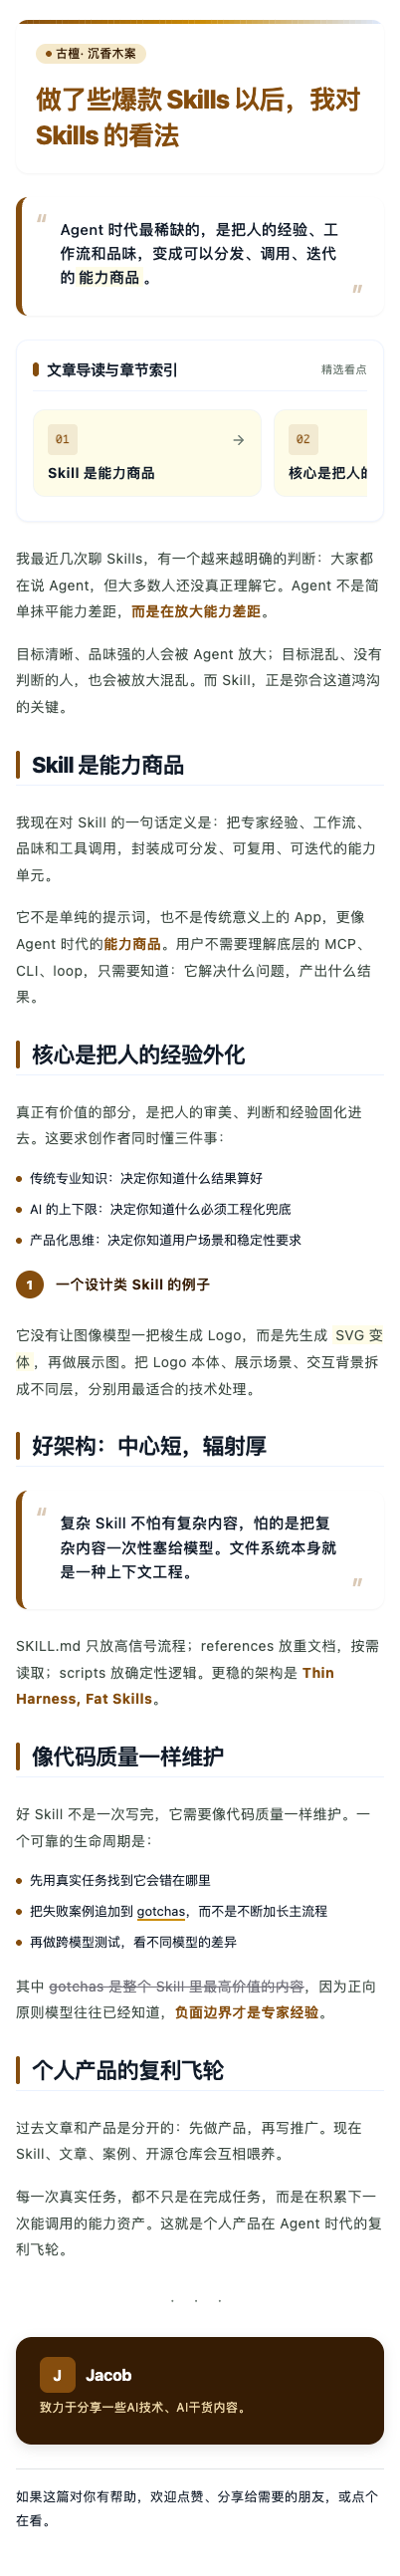 古檀· 沉香木案
做了些爆款 Skills 以后，我对
Skills 的看法
"
Agent 时代最稀缺的，是把人的经验、工
作流和品味，变成可以分发、调用、迭代
的 能力商品 。
"
文章导读与章节索引 精选看点
01 → 02
Skill 是能力商品 核心是把人的
我最近几次聊 Skills，有一个越来越明确的判断：大家都
在说 Agent，但大多数人还没真正理解它。Agent 不是简
单抹平能力差距，而是在放大能力差距。
目标清晰、品味强的人会被 Agent 放大；目标混乱、没有
判断的人，也会被放大混乱。而 Skill，正是弥合这道鸿沟
的关键。
Skill 是能力商品
我现在对 Skill 的一句话定义是：把专家经验、工作流、
品味和工具调用，封装成可分发、可复用、可迭代的能力
单元。
它不是单纯的提示词，也不是传统意义上的 App，更像
Agent 时代的能力商品。用户不需要理解底层的 MCP、
CLI、loop，只需要知道：它解决什么问题，产出什么结
果。
核心是把人的经验外化
真正有价值的部分，是把人的审美、判断和经验固化进
去。这要求创作者同时懂三件事：
传统专业知识：决定你知道什么结果算好
AI 的上下限：决定你知道什么必须工程化兜底
产品化思维：决定你知道用户场景和稳定性要求
1 一个设计类 Skill 的例子
它没有让图像模型一把梭生成 Logo，而是先生成 SVG 变
体，再做展示图。把 Logo 本体、展示场景、交互背景拆
成不同层，分别用最适合的技术处理。
好架构：中心短，辐射厚
"
复杂 Skill 不怕有复杂内容，怕的是把复
杂内容一次性塞给模型。文件系统本身就
是一种上下文工程。
"
SKILL.md 只放高信号流程；references 放重文档，按需
读取；scripts 放确定性逻辑。更稳的架构是 Thin
Harness, Fat Skills。
像代码质量一样维护
好 Skill 不是一次写完，它需要像代码质量一样维护。一
个可靠的生命周期是：
先用真实任务找到它会错在哪里
把失败案例追加到 gotchas，而不是不断加长主流程
再做跨模型测试，看不同模型的差异
其中 gotchas 是整个 Skill 里最高价值的内容，因为正向
原则模型往往已经知道，负面边界才是专家经验。
个人产品的复利飞轮
过去文章和产品是分开的：先做产品，再写推广。现在
Skill、文章、案例、开源仓库会互相喂养。
每一次真实任务，都不只是在完成任务，而是在积累下一
次能调用的能力资产。这就是个人产品在 Agent 时代的复
利飞轮。
· · ·
J Jacob
致力于分享一些AI技术、AI干货内容。
如果这篇对你有帮助，欢迎点赞、分享给需要的朋友，或点个
在看。